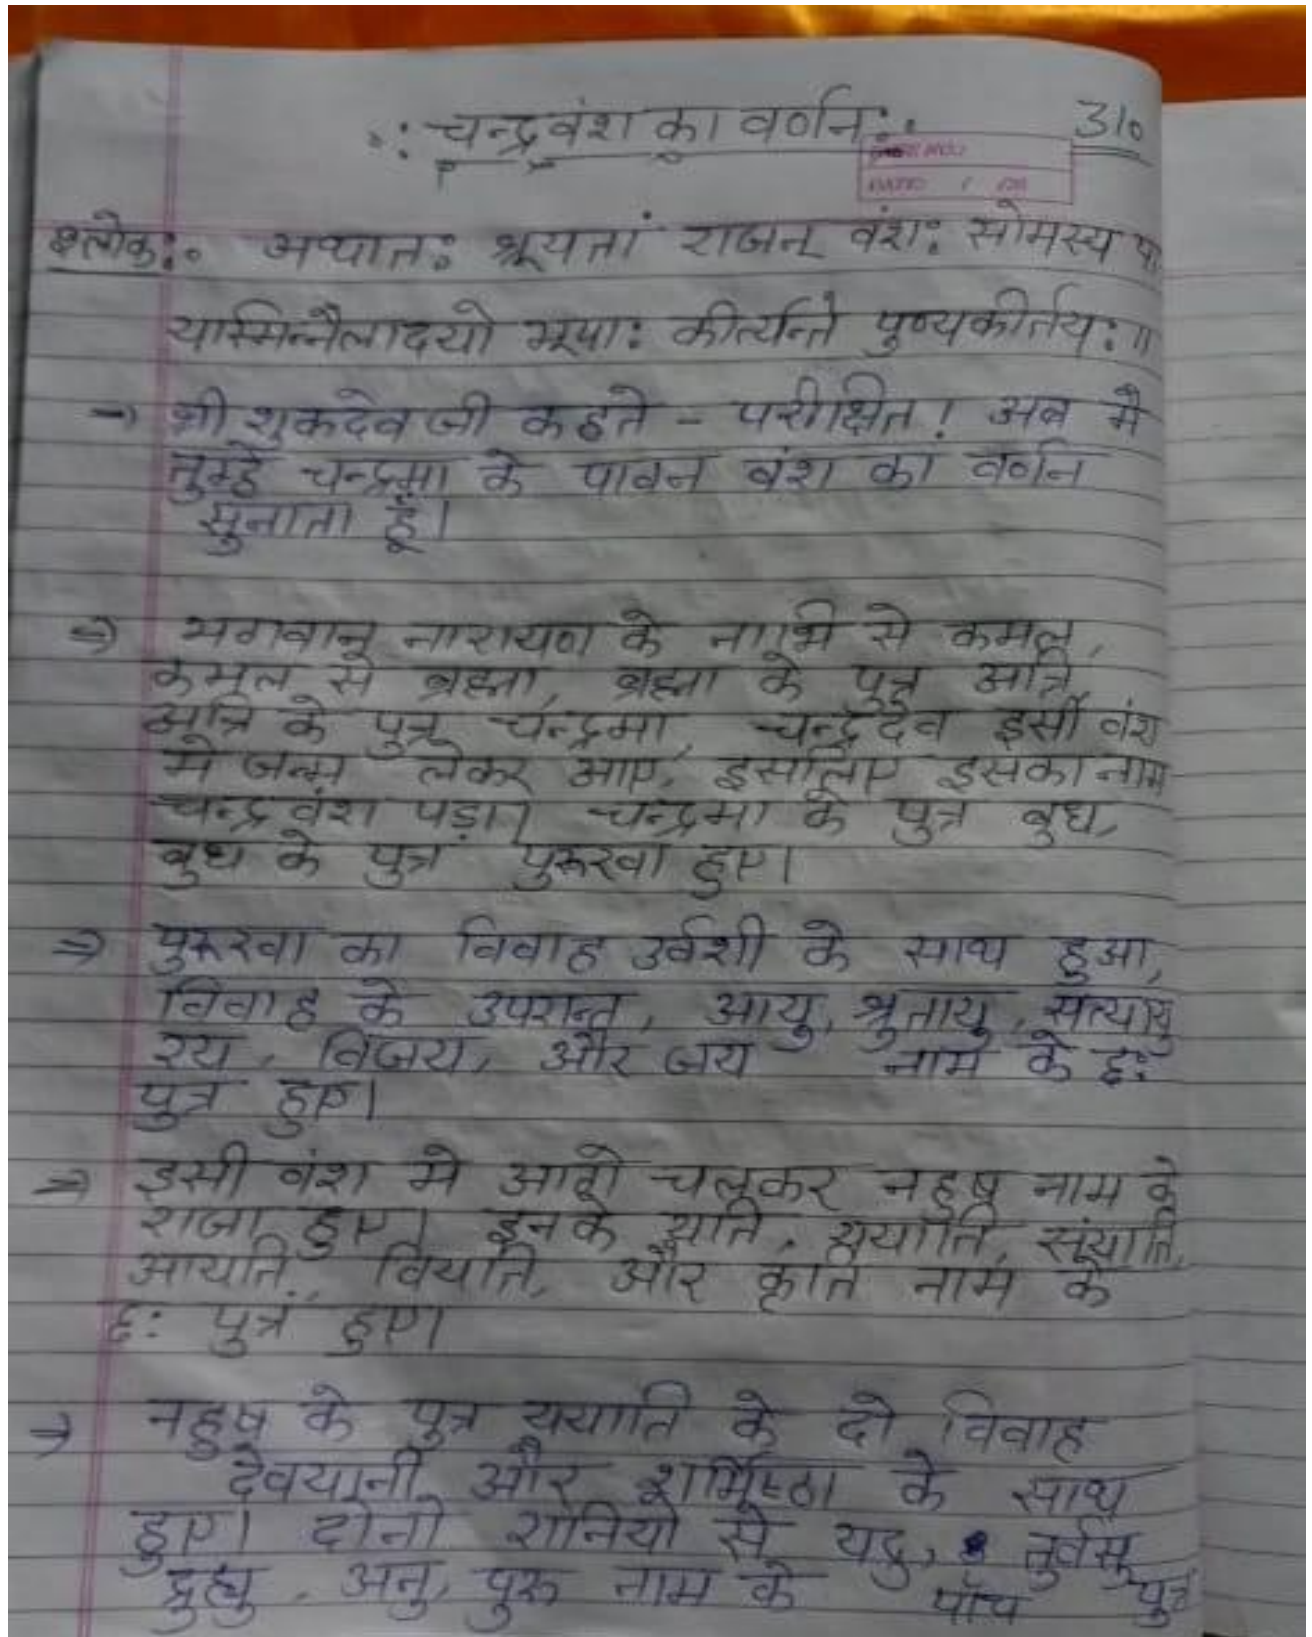 :: चन्द्रवंश का वर्णन ::
310
श्लोक:. अथातः श्रूयतां राजन् वंशः सोमस्य पा
यस्मिन्नैलादयो भूपाः कीर्त्यन्ते पुण्यकीर्तयः॥
→ श्री शुकदेव जी कहते - परीक्षित! अब मै
तुम्हे चन्द्रमा के पावन वंश का वर्णन
सुनाता हूँ।
⇒ भगवान् नारायण के नाभि से कमल,
कमल से ब्रह्मा, ब्रह्मा के पुत्र अत्रि,
अत्रि के पुत्र चन्द्रमा, चन्द्रदेव इसी वंश
मे जन्म लेकर आए, इसलिए इसका नाम
चन्द्रवंश पड़ा। चन्द्रमा के पुत्र बुध,
बुध के पुत्र पुरूरवा हुए।
⇒ पुरूरवा का विवाह उर्वशी के साथ हुआ,
विवाह के उपरान्त, आयु, श्रुतायु, सत्यायु
रय, विजय, और जय नाम के छः
पुत्र हुए।
⇒ इसी वंश मे आगे चलकर नहुष नाम के
राजा हुए। इनके यति, ययाति, संयाति,
आयाति, वियति, और कृति नाम के
छः पुत्र हुए।
→ नहुष के पुत्र ययाति के दो विवाह
देवयानी और शर्मिष्ठा के साथ
हुए। दोनो रानियो से यदु, तुर्वसु
द्रुह्यु, अनु, पुरू नाम के पाँच पुत्र